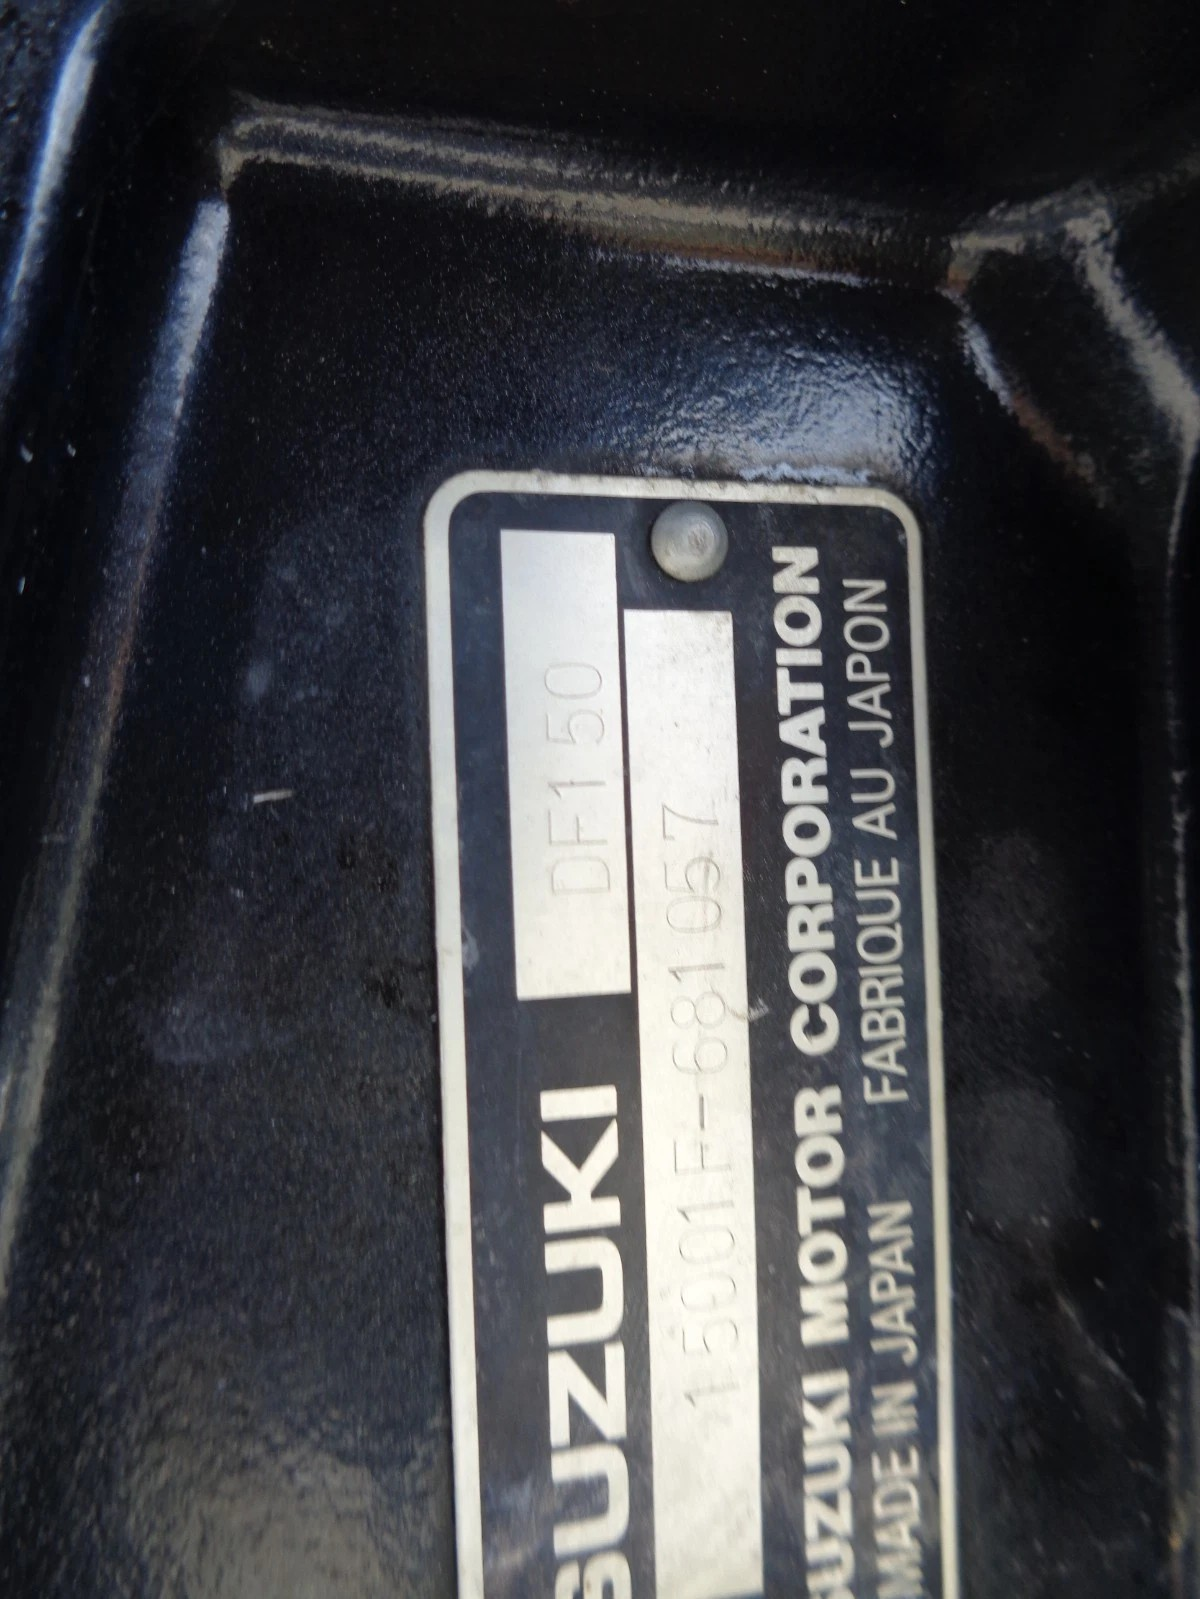 SUZUKI DF150
15001F-681057
SUZUKI MOTOR CORPORATION
MADE IN JAPAN FABRIQUE AU JAPON